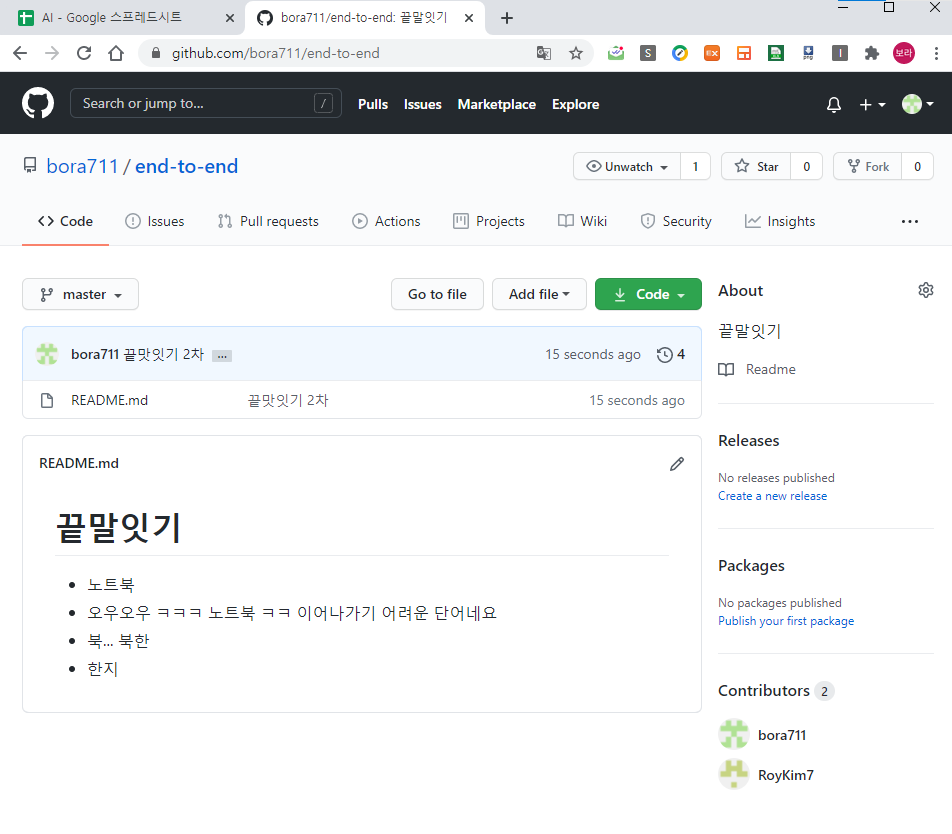 AI - Google 스프레드시트
bora711/end-to-end: 끝말잇기
github.com/bora711/end-to-end
S
EX
png
I
보라
Search or jump to...
/
Pulls
Issues
Marketplace
Explore
bora711 / end-to-end
Unwatch
1
Star
0
Fork
0
Code
Issues
Pull requests
Actions
Projects
Wiki
Security
Insights
master
Go to file
Add file
Code
bora711 끝맛잇기 2차
15 seconds ago
4
README.md
끝맛잇기 2차
15 seconds ago
README.md
끝말잇기
노트북
오우오우 ㅋㅋㅋ 노트북 ㅋㅋ 이어나가기 어려운 단어네요
북... 북한
한지
About
끝말잇기
Readme
Releases
No releases published
Create a new release
Packages
No packages published
Publish your first package
Contributors 2
bora711
RoyKim7